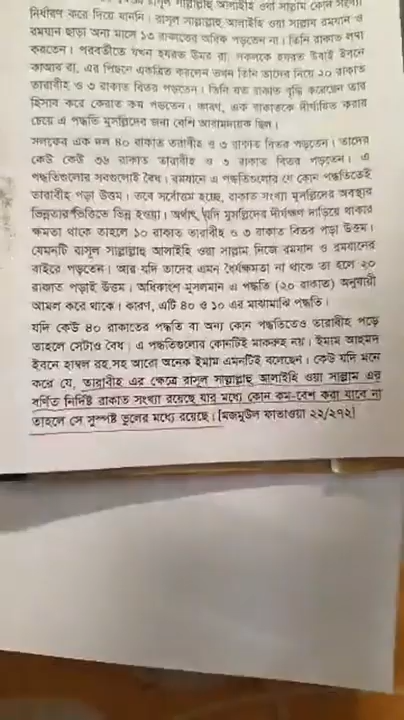 রাসূল সাল্লাল্লাহু আলাইহি ওয়া সাল্লাম কোন সংখ্যা
নির্ধারণ করে দিয়ে যাননি। রাসূল সাল্লাল্লাহু আলাইহি ওয়া সাল্লাম রমযান ও
রমযান ছাড়া অন্য মাসে ১৩ রাকাতের অধিক পড়তেন না। তিনি রাকাত লম্বা
করতেন। পরবর্তীতে যখন হযরত উমর রা. সকলকে হযরত উবাই ইবনে
কাআব রা. এর পিছনে একত্রিত করলেন তখন তিনি তাদের নিয়ে ২০ রাকাত
তারাবীহ ও ৩ রাকাত বিতর পড়তেন। তিনি যত রাকাত বৃদ্ধি করেছেন তার
হিসাব করে কেরাত কম পড়তেন। কারণ, এক রাকাতকে দীর্ঘায়িত করার
চেয়ে এ পদ্ধতি মুসল্লিদের জন্য বেশি আরামদায়ক ছিল।
সলফের এক দল ৪০ রাকাত তারাবীহ ও ৩ রাকাত বিতর পড়তেন। তাদের
কেউ কেউ ৩৬ রাকাত তারাবীহ ও ৩ রাকাত বিতর পড়তেন। এ
পদ্ধতিগুলোর সবগুলোই বৈধ। রমযানে এ পদ্ধতিগুলোর যে কোন পদ্ধতিতেই
তারাবীহ পড়া উত্তম। তবে সর্বোত্তম হচ্ছে, রাকাত সংখ্যা মুসল্লিদের অবস্থার
ভিন্নতার ভিত্তিতে ভিন্ন হওয়া। অর্থাৎ, যদি মুসল্লিদের দীর্ঘক্ষণ দাড়িয়ে থাকার
ক্ষমতা থাকে তাহলে ১০ রাকাত তারাবীহ ও ৩ রাকাত বিতর পড়া উত্তম।
যেমনটি রাসূল সাল্লাল্লাহু আলাইহি ওয়া সাল্লাম নিজে রমযান ও রমযানের
বাইরে পড়তেন। আর যদি তাদের এমন ধৈর্যক্ষমতা না থাকে তা হলে ২০
রাকাত পড়াই উত্তম। অধিকাংশ মুসলমান এ পদ্ধতি (২০ রাকাত) অনুযায়ী
আমল করে থাকে। কারণ, এটি ৪০ ও ১০ এর মাঝামাঝি পদ্ধতি।
যদি কেউ ৪০ রাকাতের পদ্ধতি বা অন্য কোন পদ্ধতিতেও তারাবীহ পড়ে
তাহলে সেটাও বৈধ। এ পদ্ধতিগুলোর কোনটিই মাকরুহ নয়। ইমাম আহমদ
ইবনে হাম্বল রহ.সহ আরো অনেক ইমাম এমনটিই বলেছেন। কেউ যদি মনে
করে যে, তারাবীহ এর ক্ষেত্রে রাসূল সাল্লাল্লাহু আলাইহি ওয়া সাল্লাম এর
বর্ণিত নির্দিষ্ট রাকাত সংখ্যা রয়েছে যার মধ্যে কোন কম-বেশ করা যাবে না
তাহলে সে সুস্পষ্ট ভুলের মধ্যে রয়েছে। [মজমুউল ফাতাওয়া ২২/২৭২]